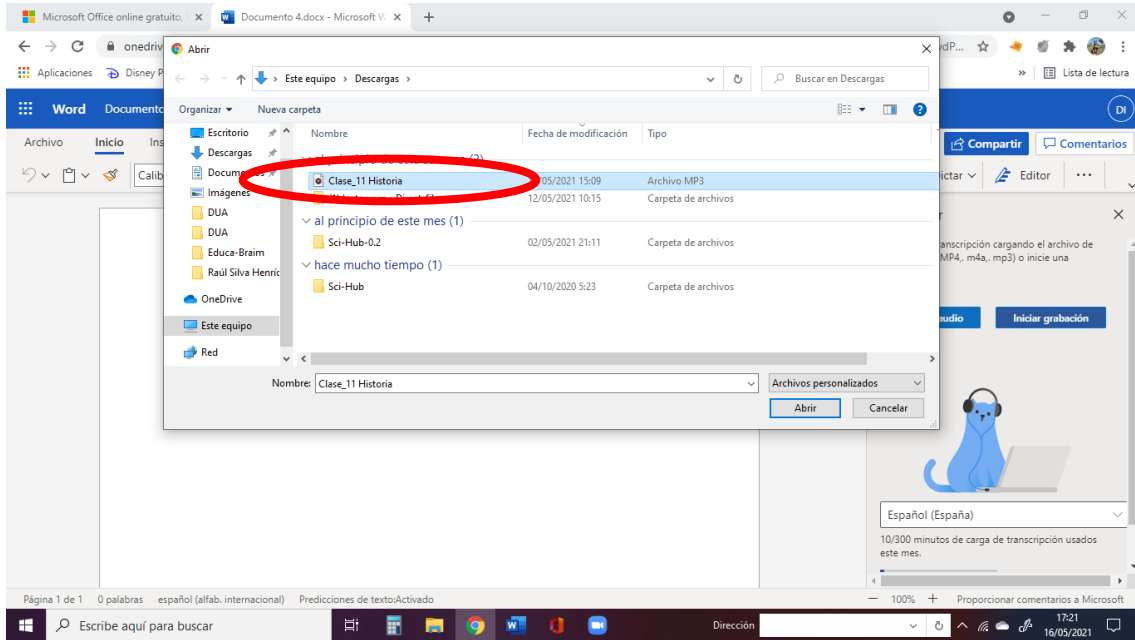 Microsoft Office online gratuito,
Documento 4.docx - Microsoft W
onedriv
Abrir
Aplicaciones
Disney P
Lista de lectura
Este equipo > Descargas >
Buscar en Descargas
Word
Documento
DI
Organizar
Nueva carpeta
Archivo
Inicio
Ins
Compartir
Comentarios
Calib
ictar
Editor
Escritorio
Descargas
Imágenes
DUA
DUA
Educa-Braim
Raúl Silva Henríc
OneDrive
Este equipo
Red
Nombre
Fecha de modificación
Tipo
Clase_11 Historia
/05/2021 15:09
Archivo MP3
12/05/2021 10:15
Carpeta de archivos
al principio de este mes (1)
Sci-Hub-0.2
02/05/2021 21:11
Carpeta de archivos
hace mucho tiempo (1)
Sci-Hub
04/10/2020 5:23
Carpeta de archivos
Nombre:
Clase_11 Historia
Archivos personalizados
Abrir
Cancelar
anscripción cargando el archivo de
MP4,. m4a,. mp3) o inicie una
audio
Iniciar grabación
Español (España)
10/300 minutos de carga de transcripción usados
este mes.
Página 1 de 1
0 palabras
español (alfab. internacional)
Predicciones de texto:Activado
100%
Proporcionar comentarios a Microsoft
Escribe aquí para buscar
Dirección
17:21
16/05/2021